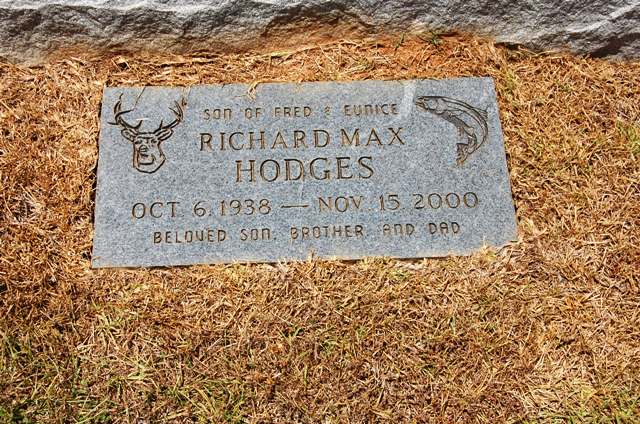 SON OF FRED & EUNICE
RICHARD MAX
HODGES
OCT. 6, 1938 — NOV. 15, 2000
BELOVED SON, BROTHER, AND DAD